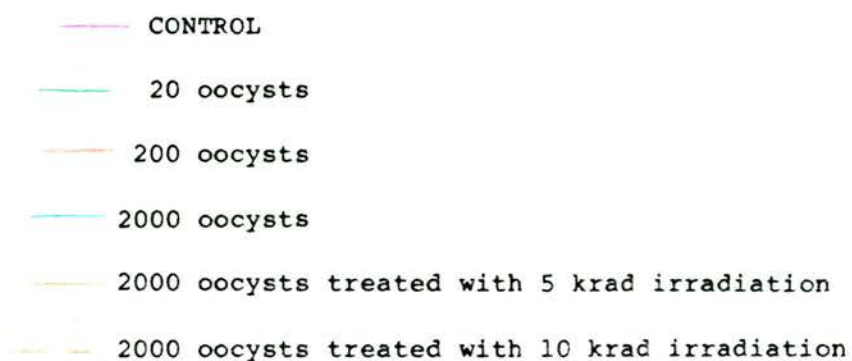 CONTROL
20 oocysts
200 oocysts
2000 oocysts
2000 oocysts treated with 5 krad irradiation
2000 oocysts treated with 10 krad irradiation